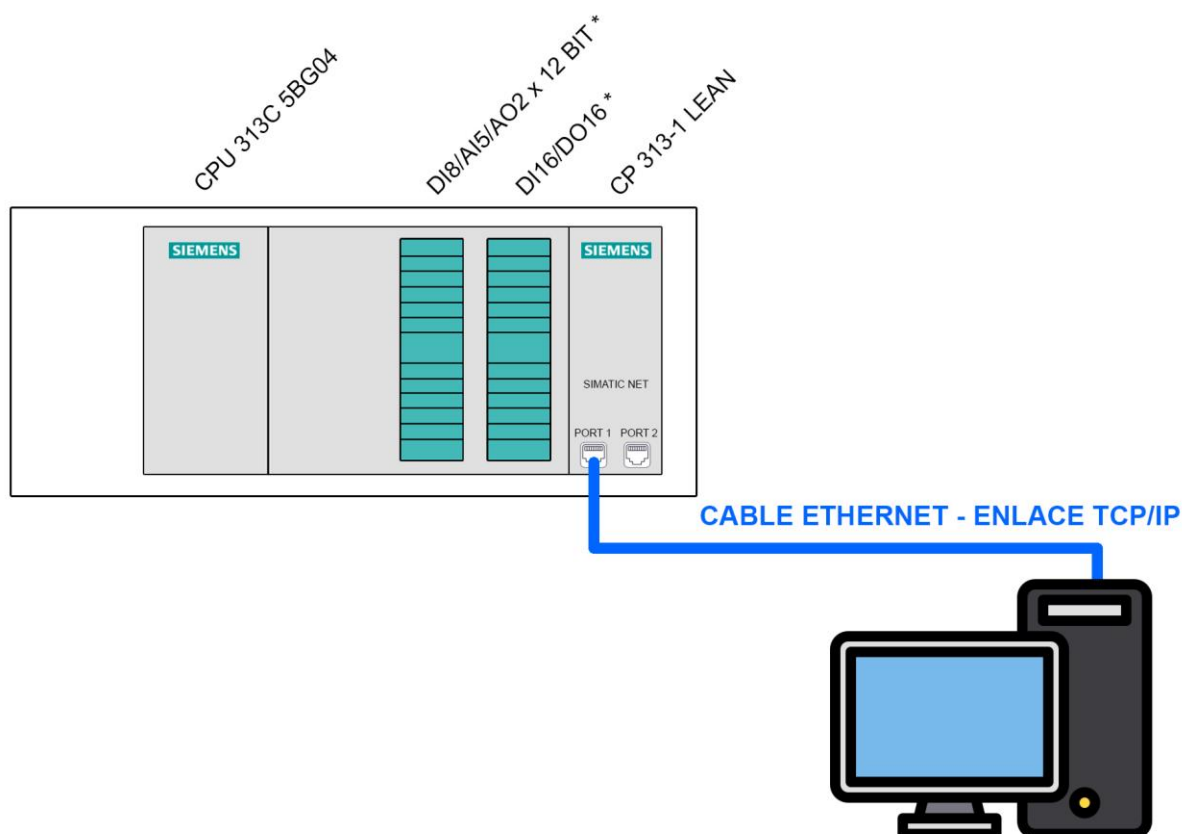 CPU 313C 5BG04
DI8/AI5/AO2 x 12 BIT *
DI16/DO16 *
CP 313-1 LEAN
SIEMENS
SIEMENS
SIMATIC NET
PORT 1 PORT 2
CABLE ETHERNET - ENLACE TCP/IP